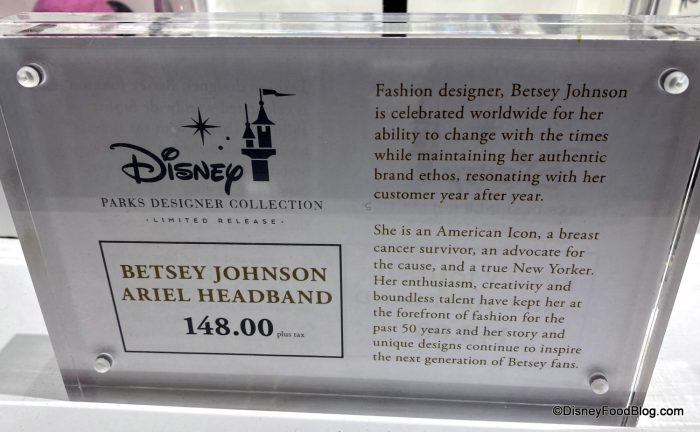 Disney
PARKS DESIGNER COLLECTION
· LIMITED RELEASE ·
BETSEY JOHNSON
ARIEL HEADBAND
148.00 plus tax
Fashion designer, Betsey Johnson
is celebrated worldwide for her
ability to change with the times
while maintaining her authentic
brand ethos, resonating with her
customer year after year.
She is an American Icon, a breast
cancer survivor, an advocate for
the cause, and a true New Yorker.
Her enthusiasm, creativity and
boundless talent have kept her at
the forefront of fashion for the
past 50 years and her story and
unique designs continue to inspire
the next generation of Betsey fans.
©DisneyFoodBlog.com